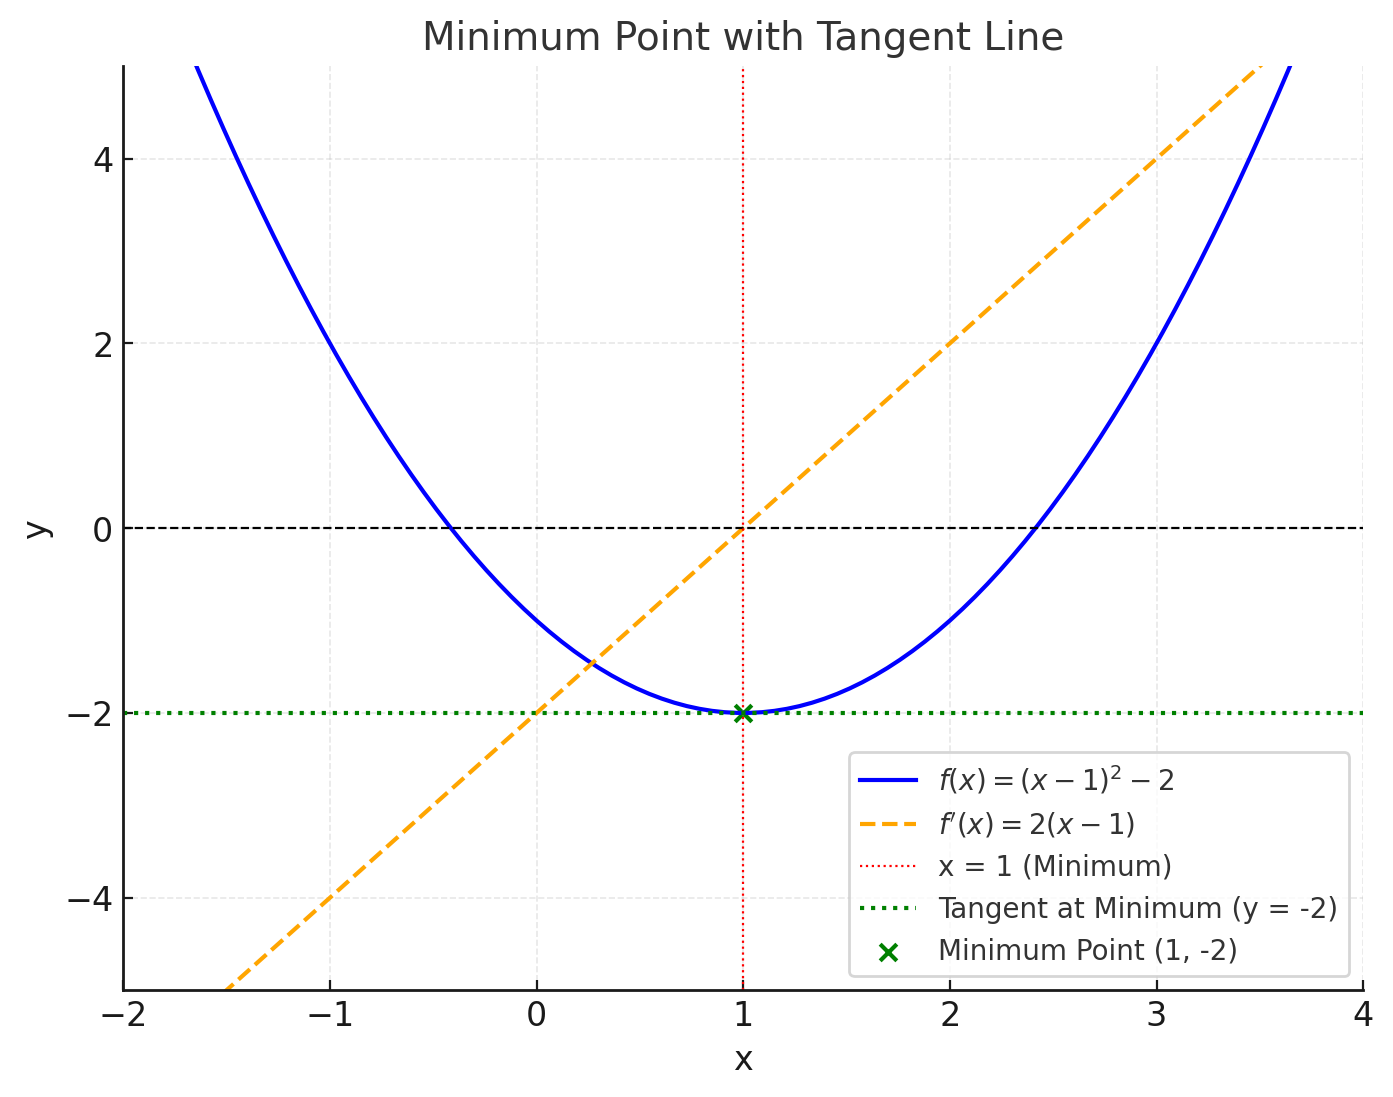 Minimum Point with Tangent Line
y
4
2
0
−2
−4
f(x) = (x − 1)² − 2
f′(x) = 2(x − 1)
x = 1 (Minimum)
Tangent at Minimum (y = -2)
Minimum Point (1, -2)
−2 −1 0 1 2 3 4
x